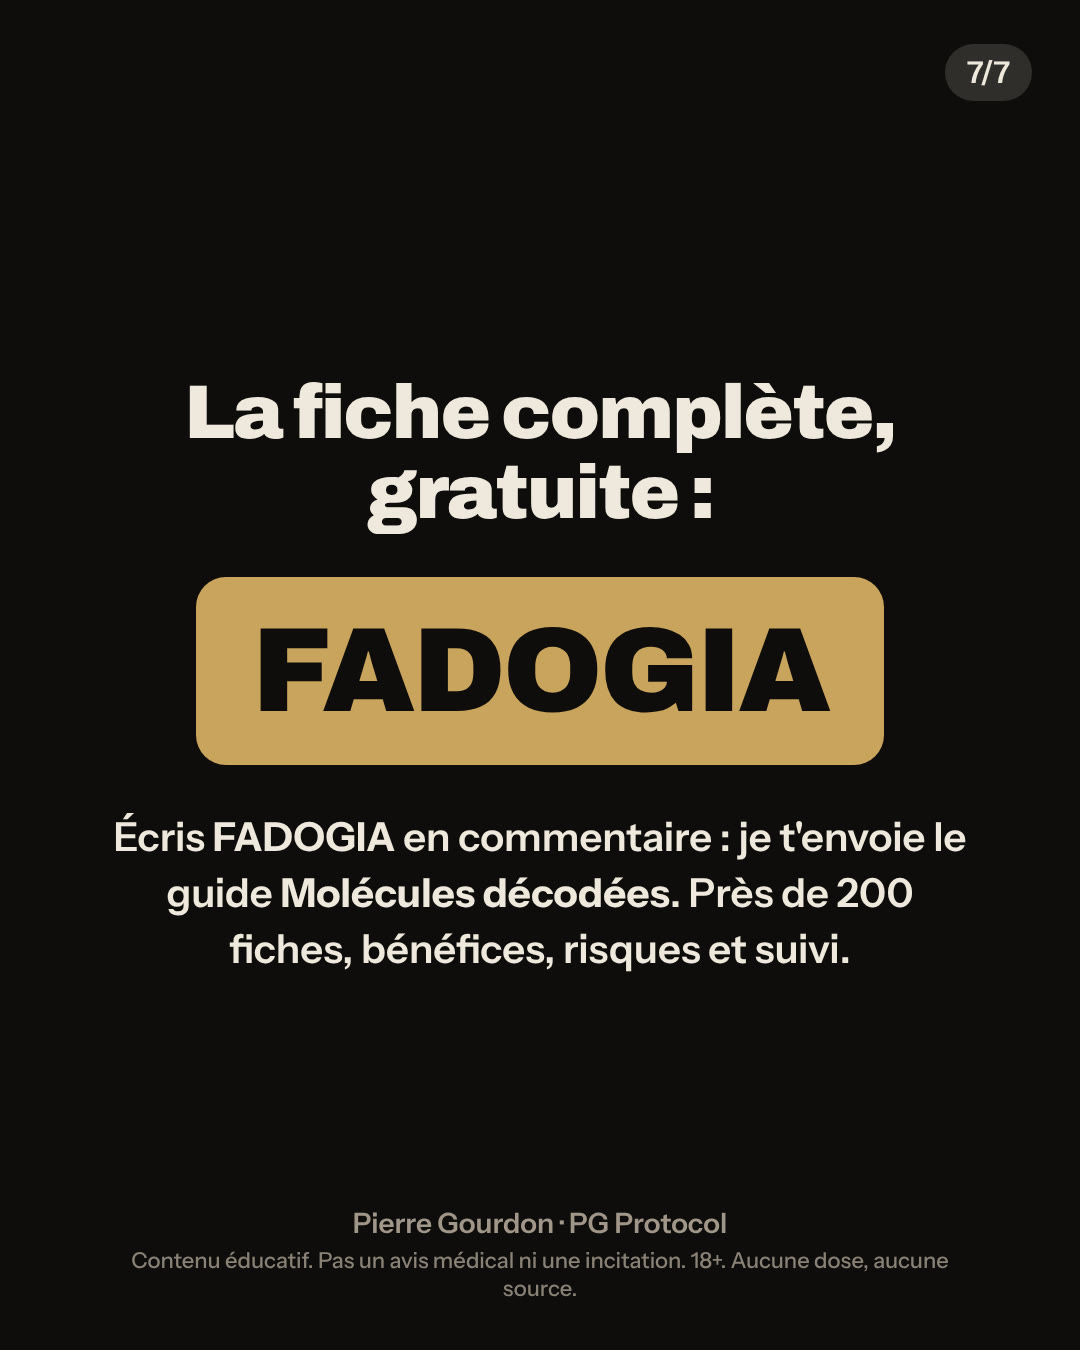 7/7
La fiche complète,
gratuite :
FADOGIA
Écris FADOGIA en commentaire : je t'envoie le
guide Molécules décodées. Près de 200
fiches, bénéfices, risques et suivi.
Pierre Gourdon · PG Protocol
Contenu éducatif. Pas un avis médical ni une incitation. 18+. Aucune dose, aucune
source.